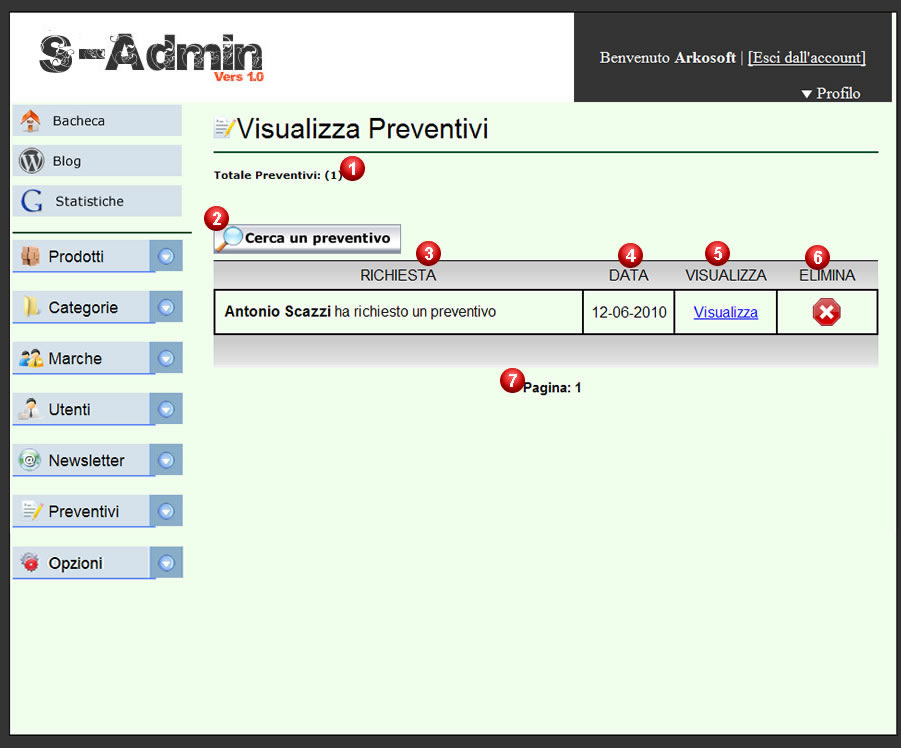 S-Admin
Vers 1.0
Benvenuto Arkosoft | [Esci dall'account]
▼ Profilo
Bacheca
Blog
Statistiche
Prodotti
Categorie
Marche
Utenti
Newsletter
Preventivi
Opzioni
Visualizza Preventivi
Totale Preventivi: (1) 1
2
Cerca un preventivo
3 4 5 6
RICHIESTA DATA VISUALIZZA ELIMINA
Antonio Scazzi ha richiesto un preventivo 12-06-2010 Visualizza
7 Pagina: 1